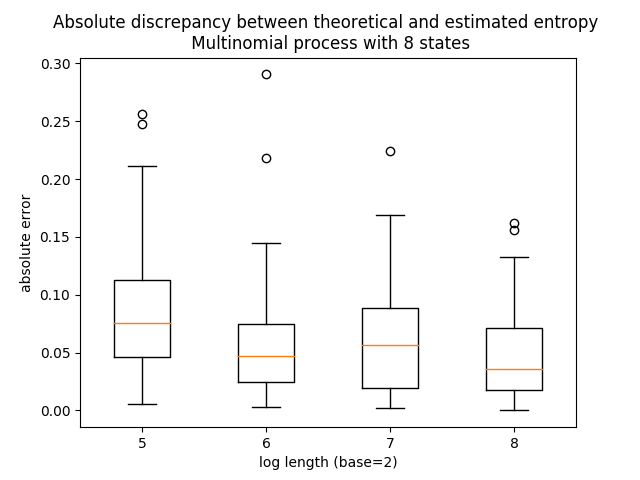 Absolute discrepancy between theoretical and estimated entropy
Multinomial process with 8 states
0.30
0.25
0.20
0.15
0.10
0.05
0.00
absolute error
5 6 7 8
log length (base=2)